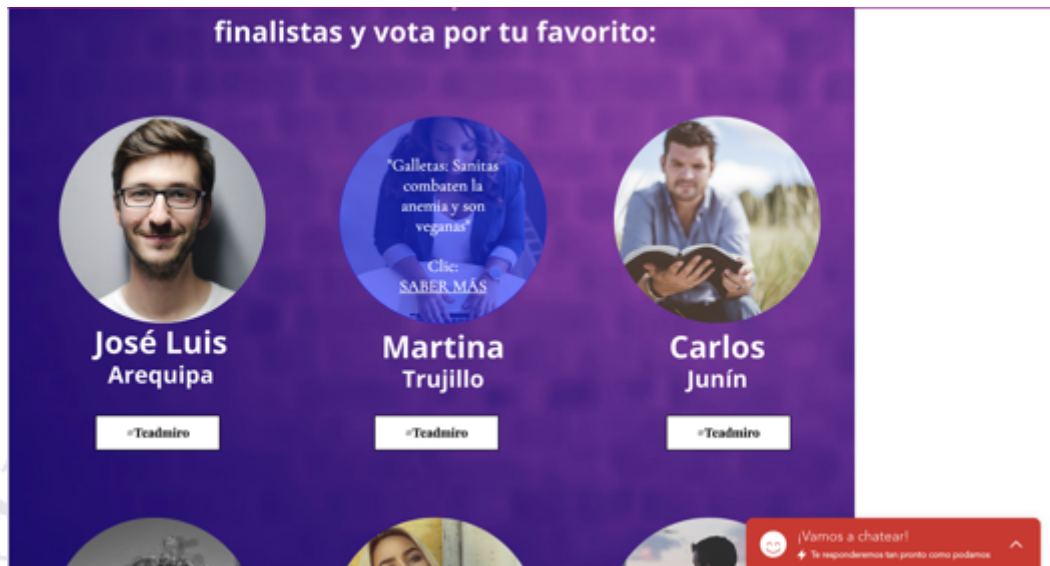 finalistas y vota por tu favorito:
"Galletas: Sanitas
combaten la
anemia y son
veganas"
Clic:
SABER MÁS
José Luis
Arequipa
Martina
Trujillo
Carlos
Junín
#Teadmiro
#Teadmiro
#Teadmiro
¡Vamos a chatear!
Te responderemos tan pronto como podamos